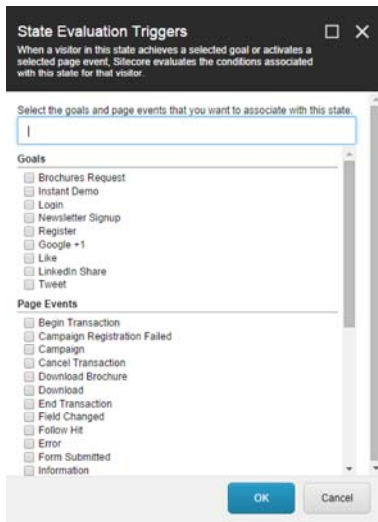 State Evaluation Triggers
When a visitor in this state achieves a selected goal or activates a
selected page event, Sitecore evaluates the conditions associated
with this state for that visitor.
Select the goals and page events that you want to associate with this state.
Goals
Brochures Request
Instant Demo
Login
Newsletter Signup
Register
Google +1
Like
LinkedIn Share
Tweet
Page Events
Begin Transaction
Campaign Registration Failed
Campaign
Cancel Transaction
Download Brochure
Download
End Transaction
Field Changed
Follow Hit
Error
Form Submitted
Information
OK
Cancel